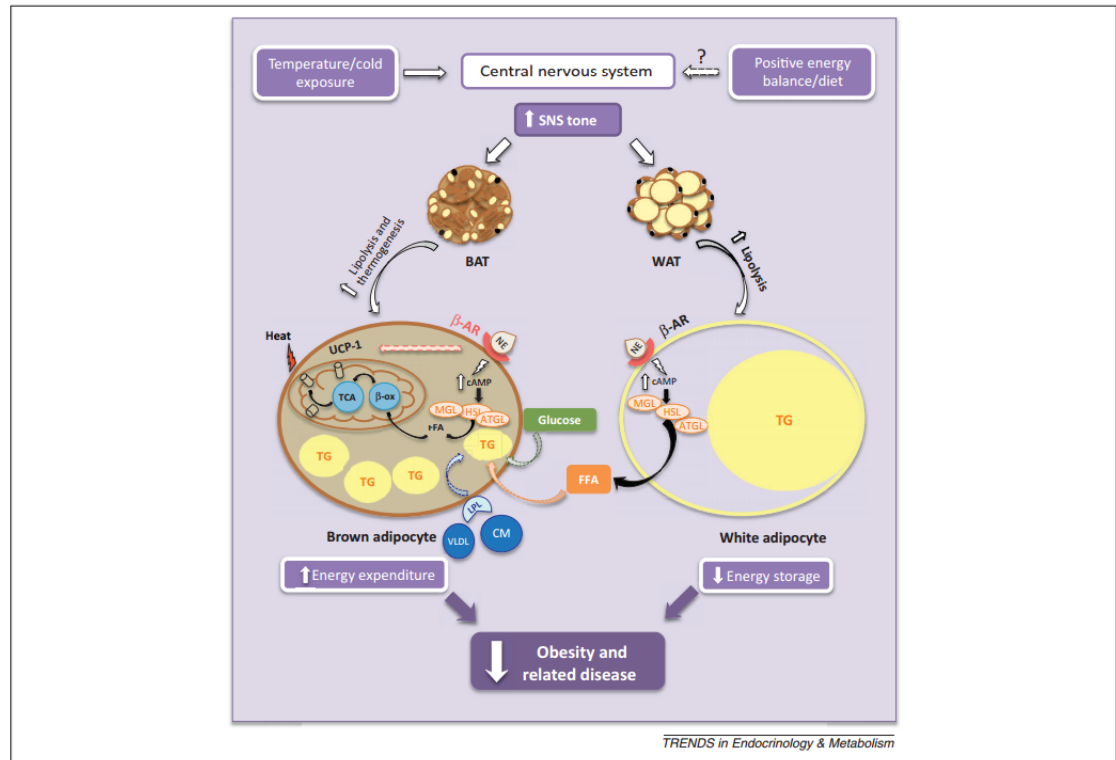 Temperature/cold
exposure
Central nervous system
?
Positive energy
balance/diet
SNS tone
Lipolysis and
thermogenesis
BAT
WAT
Lipolysis
Heat
UCP-1
β-AR
NE
cAMP
TCA
β-ox
MGL
HSL
ATGL
FA
TG
TG
TG
TG
Glucose
LPL
VLDL
CM
FFA
β-AR
NE
cAMP
MGL
HSL
ATGL
TG
Brown adipocyte
White adipocyte
Energy expenditure
Energy storage
Obesity and
related disease
TRENDS in Endocrinology & Metabolism